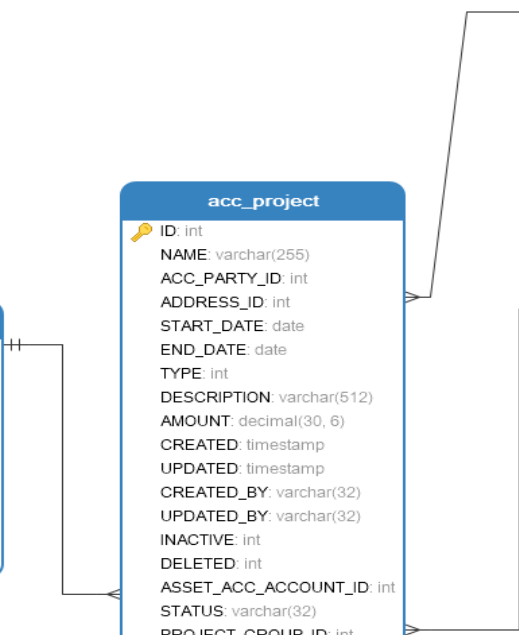 acc_project
ID: int
NAME: varchar(255)
ACC_PARTY_ID: int
ADDRESS_ID: int
START_DATE: date
END_DATE: date
TYPE: int
DESCRIPTION: varchar(512)
AMOUNT: decimal(30, 6)
CREATED: timestamp
UPDATED: timestamp
CREATED_BY: varchar(32)
UPDATED_BY: varchar(32)
INACTIVE: int
DELETED: int
ASSET_ACC_ACCOUNT_ID: int
STATUS: varchar(32)
PROJECT_GROUP_ID: int